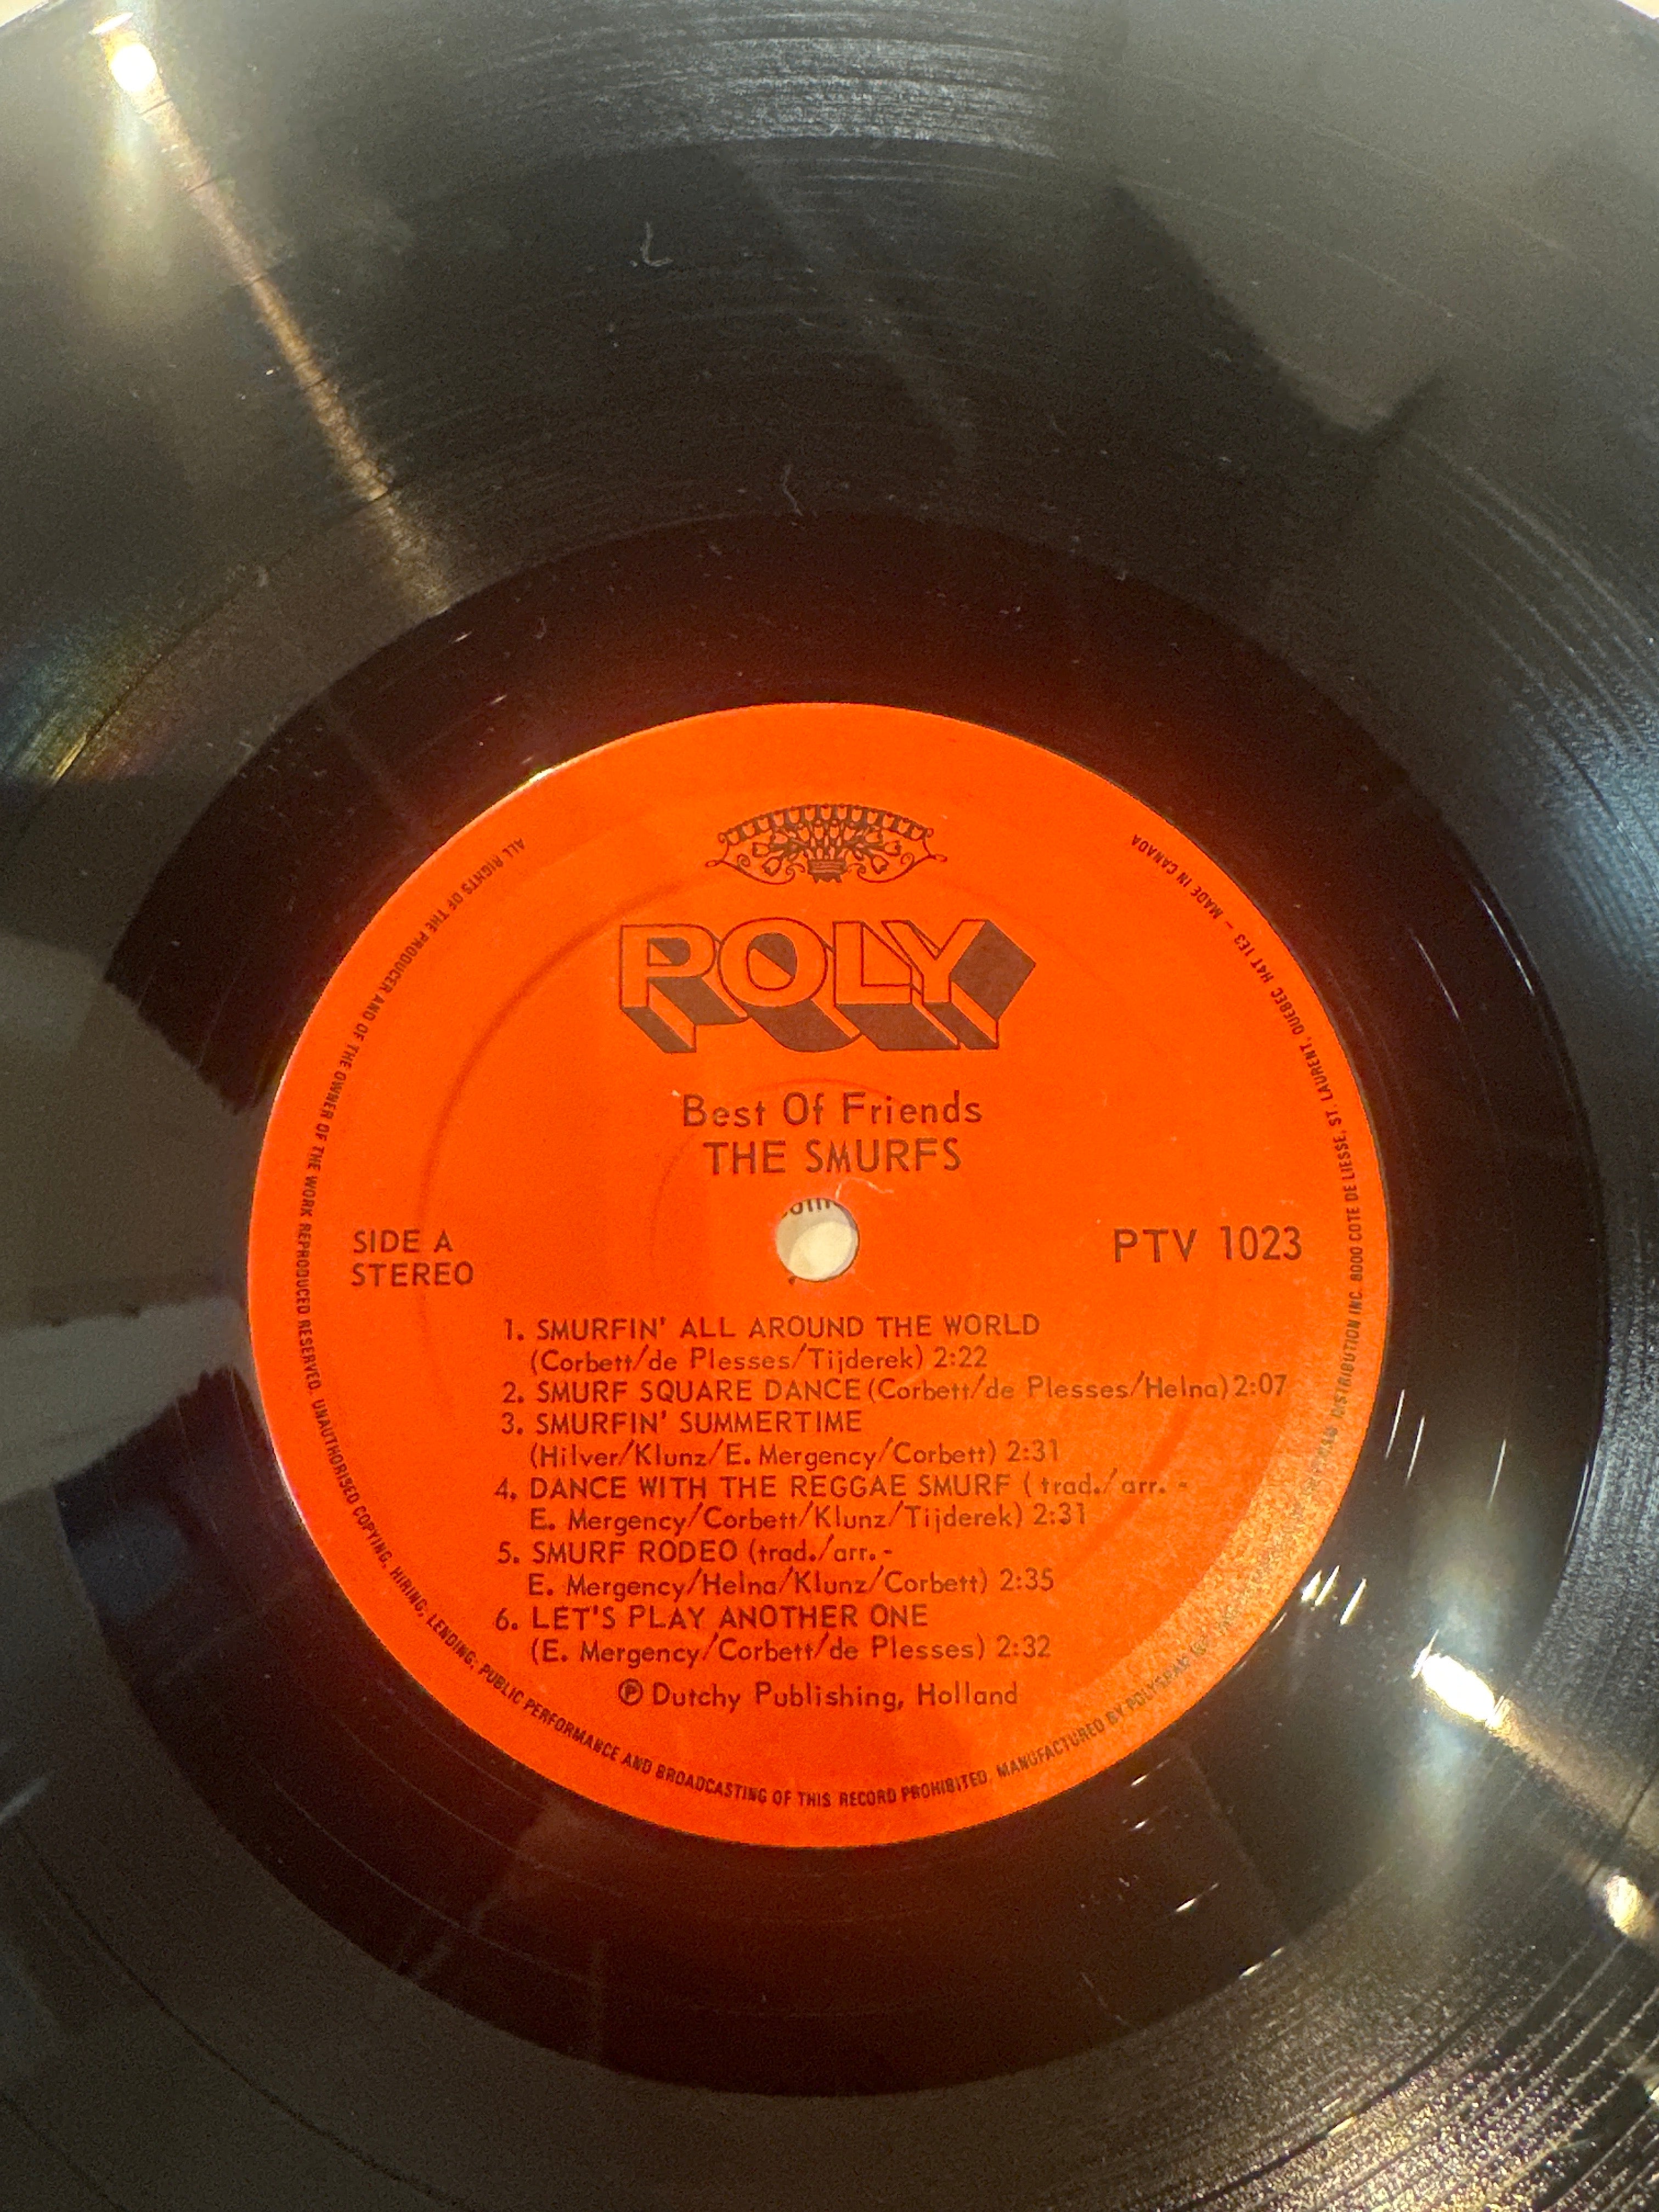 POLY
Best Of Friends
THE SMURFS
SIDE A
STEREO
PTV 1023
1. SMURFIN' ALL AROUND THE WORLD
(Corbett/de Plesses/Tijderek) 2:22
2. SMURF SQUARE DANCE (Corbett/de Plesses/Helna) 2:07
3. SMURFIN' SUMMERTIME
(Hilver/Klunz/E. Mergency/Corbett) 2:31
4. DANCE WITH THE REGGAE SMURF ( trad./ arr. -
E. Mergency/Corbett/Klunz/Tijderek) 2:31
5. SMURF RODEO (trad./arr. -
E. Mergency/Helna/Klunz/Corbett) 2:35
6. LET'S PLAY ANOTHER ONE
(E. Mergency/Corbett/de Plesses) 2:32
℗ Dutchy Publishing, Holland
ALL RIGHTS OF THE PRODUCER AND OF THE OWNER OF THE WORK REPRODUCED RESERVED. UNAUTHORISED COPYING, HIRING, LENDING, PUBLIC PERFORMANCE AND BROADCASTING OF THIS RECORD PROHIBITED. MANUFACTURED BY DISTRIBUTION INC. 8000 COTE DE LIESSE, ST. LAURENT, QUEBEC H4T 1E3 – MADE IN CANADA